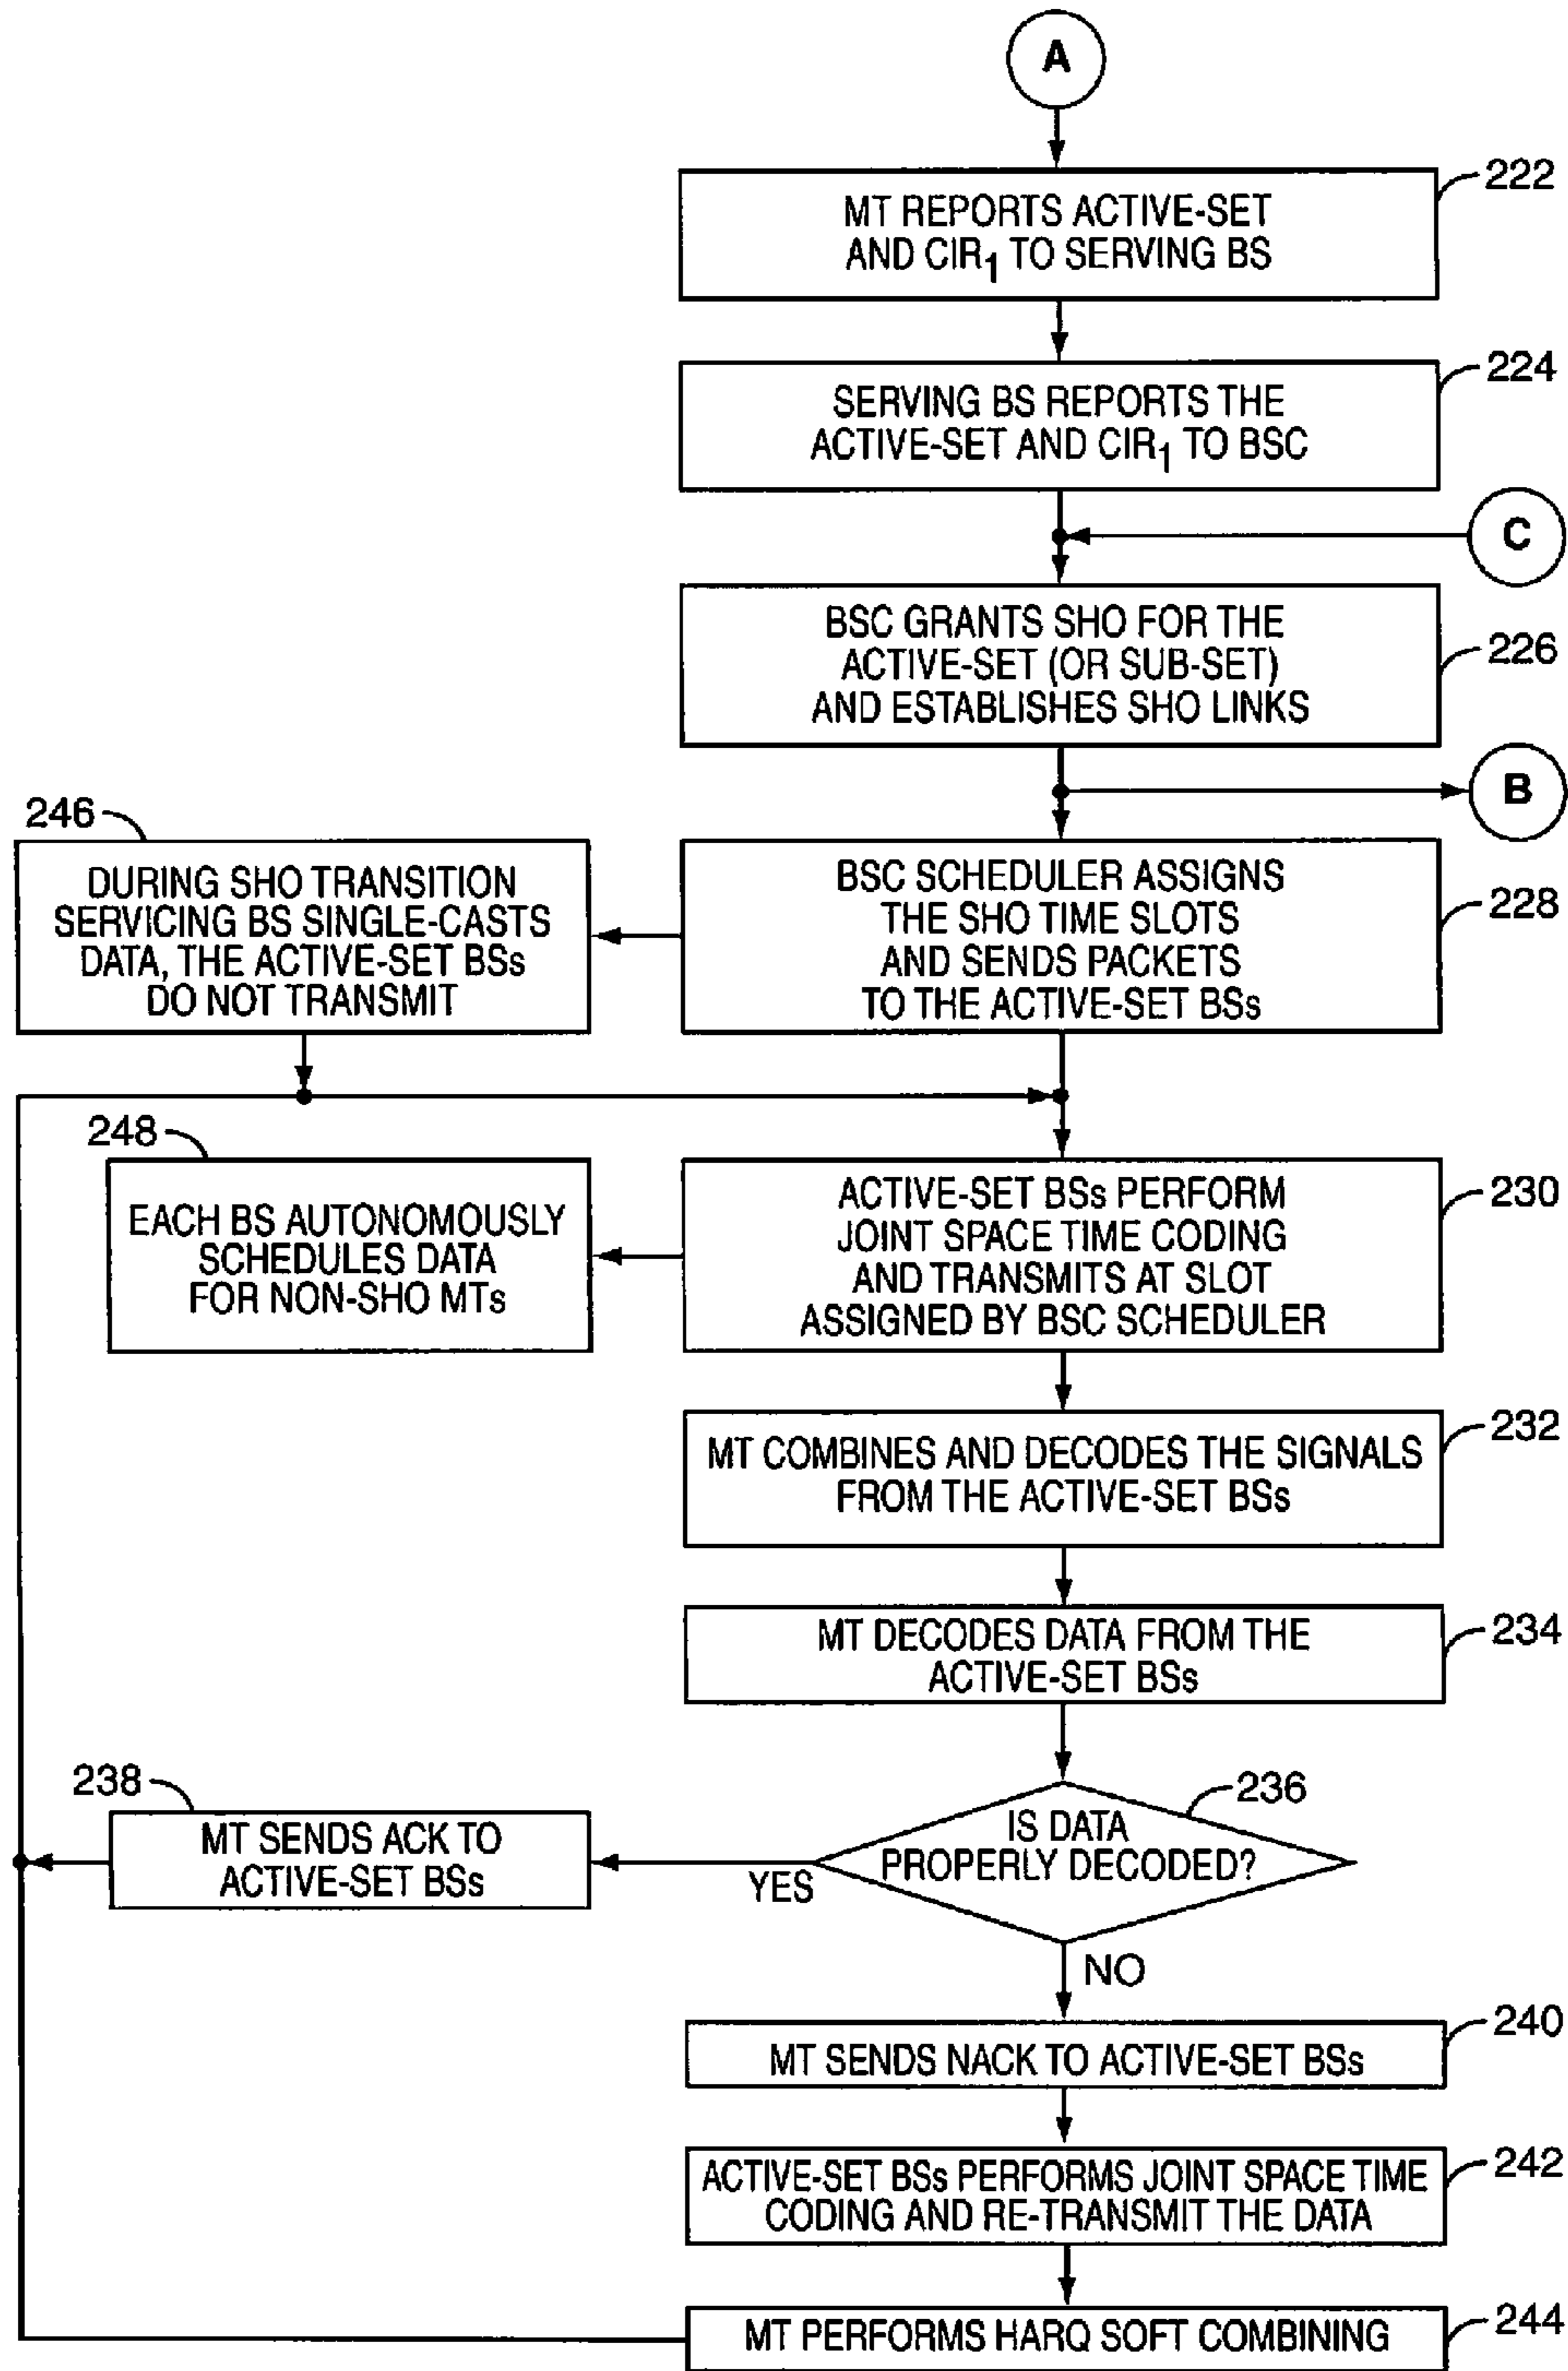 A
222
MT REPORTS ACTIVE-SET
AND CIR₁ TO SERVING BS
224
SERVING BS REPORTS THE
ACTIVE-SET AND CIR₁ TO BSC
C
BSC GRANTS SHO FOR THE
ACTIVE-SET (OR SUB-SET)
AND ESTABLISHES SHO LINKS
226
B
246
DURING SHO TRANSITION
SERVICING BS SINGLE-CASTS
DATA, THE ACTIVE-SET BSs
DO NOT TRANSMIT
BSC SCHEDULER ASSIGNS
THE SHO TIME SLOTS
AND SENDS PACKETS
TO THE ACTIVE-SET BSs
228
248
EACH BS AUTONOMOUSLY
SCHEDULES DATA
FOR NON-SHO MTs
ACTIVE-SET BSs PERFORM
JOINT SPACE TIME CODING
AND TRANSMITS AT SLOT
ASSIGNED BY BSC SCHEDULER
230
232
MT COMBINES AND DECODES THE SIGNALS
FROM THE ACTIVE-SET BSs
234
MT DECODES DATA FROM THE
ACTIVE-SET BSs
236
IS DATA
PROPERLY DECODED?
YES
238
MT SENDS ACK TO
ACTIVE-SET BSs
NO
240
MT SENDS NACK TO ACTIVE-SET BSs
242
ACTIVE-SET BSs PERFORMS JOINT SPACE TIME
CODING AND RE-TRANSMIT THE DATA
244
MT PERFORMS HARQ SOFT COMBINING